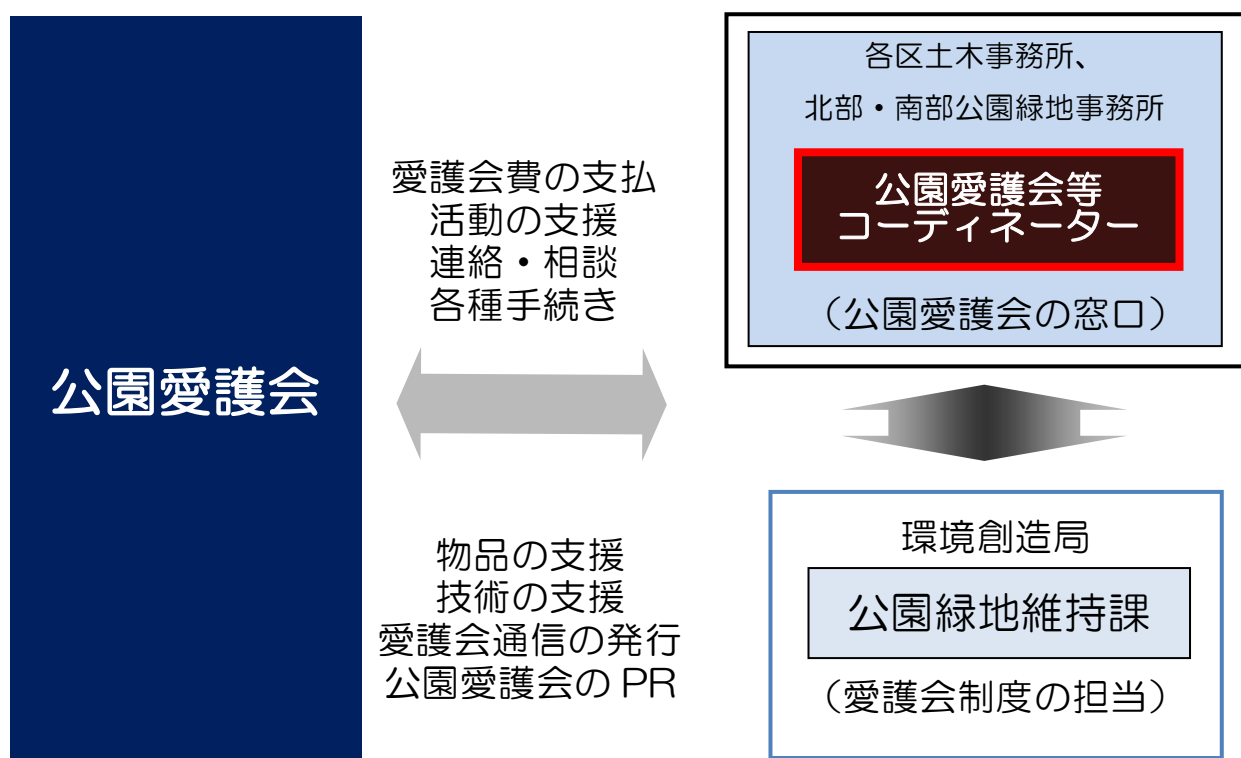 公園愛護会
愛護会費の支払
活動の支援
連絡・相談
各種手続き
物品の支援
技術の支援
愛護会通信の発行
公園愛護会のPR
各区土木事務所、
北部・南部公園緑地事務所
公園愛護会等
コーディネーター
（公園愛護会の窓口）
環境創造局
公園緑地維持課
（愛護会制度の担当）